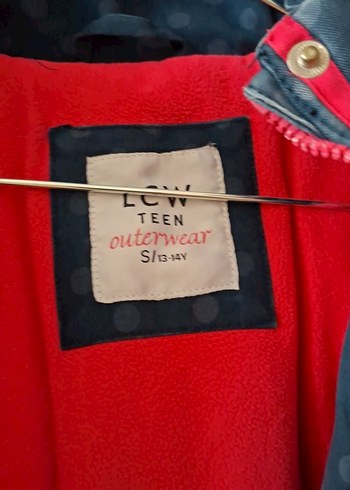 LCW
TEEN
outerwear
S/13-14Y